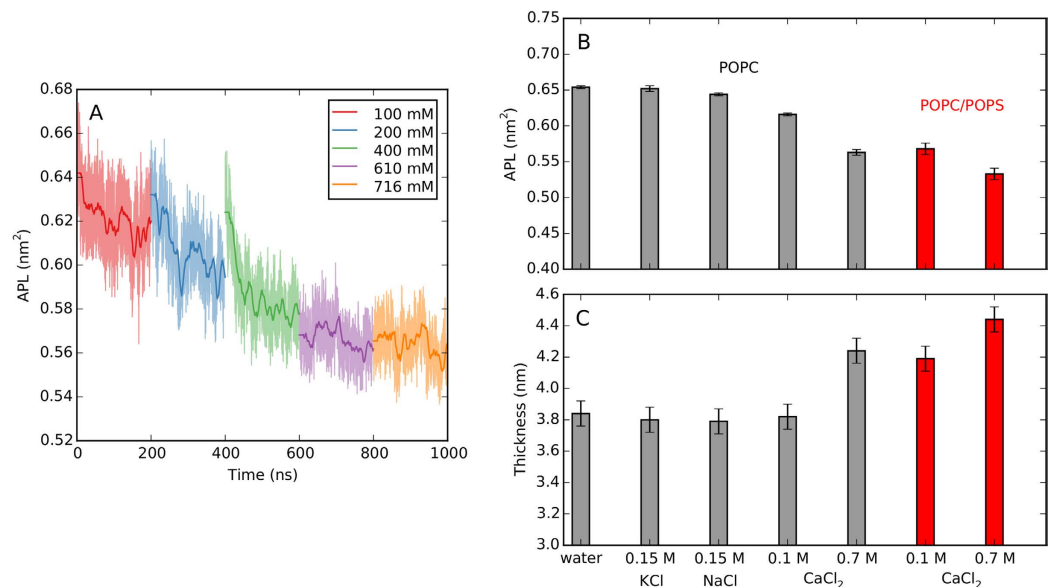 A
100 mM
200 mM
400 mM
610 mM
716 mM
APL (nm²)
0.68
0.66
0.64
0.62
0.60
0.58
0.56
0.54
0.52
0 200 400 600 800 1000
Time (ns)
B
POPC
POPC/POPS
APL (nm²)
0.75
0.70
0.65
0.60
0.55
0.50
0.45
0.40
C
Thickness (nm)
4.6
4.4
4.2
4.0
3.8
3.6
3.4
3.2
3.0
water 0.15 M 0.15 M 0.1 M 0.7 M 0.1 M 0.7 M
KCl NaCl CaCl₂ CaCl₂